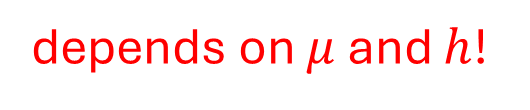 depends on μ and h!